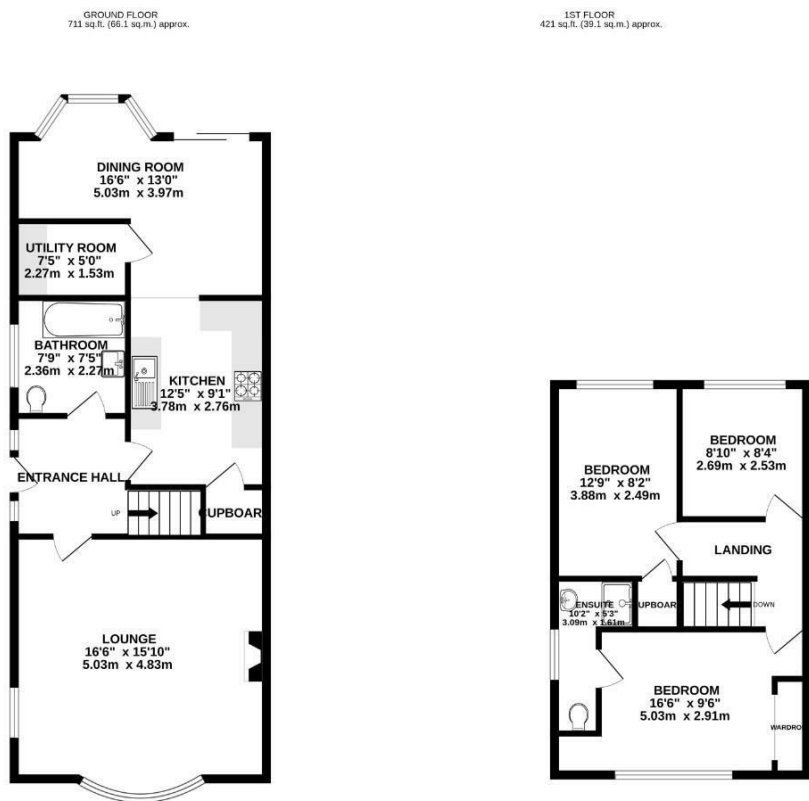 GROUND FLOOR
711 sq.ft. (66.1 sq.m.) approx.
DINING ROOM
16'6" x 13'0"
5.03m x 3.97m
UTILITY ROOM
7'5" x 5'0"
2.27m x 1.53m
BATHROOM
7'9" x 7'5"
2.36m x 2.27m
KITCHEN
12'5" x 9'1"
3.78m x 2.76m
ENTRANCE HALL
UP
CUPBOAR
LOUNGE
16'6" x 15'10"
5.03m x 4.83m
1ST FLOOR
421 sq.ft. (39.1 sq.m.) approx.
BEDROOM
12'9" x 8'2"
3.88m x 2.49m
BEDROOM
8'10" x 8'4"
2.69m x 2.53m
LANDING
DOWN
ENSUITE
10'2" x 5'3"
3.09m x 1.61m
UPBOAR
BEDROOM
16'6" x 9'6"
5.03m x 2.91m
WARDRO